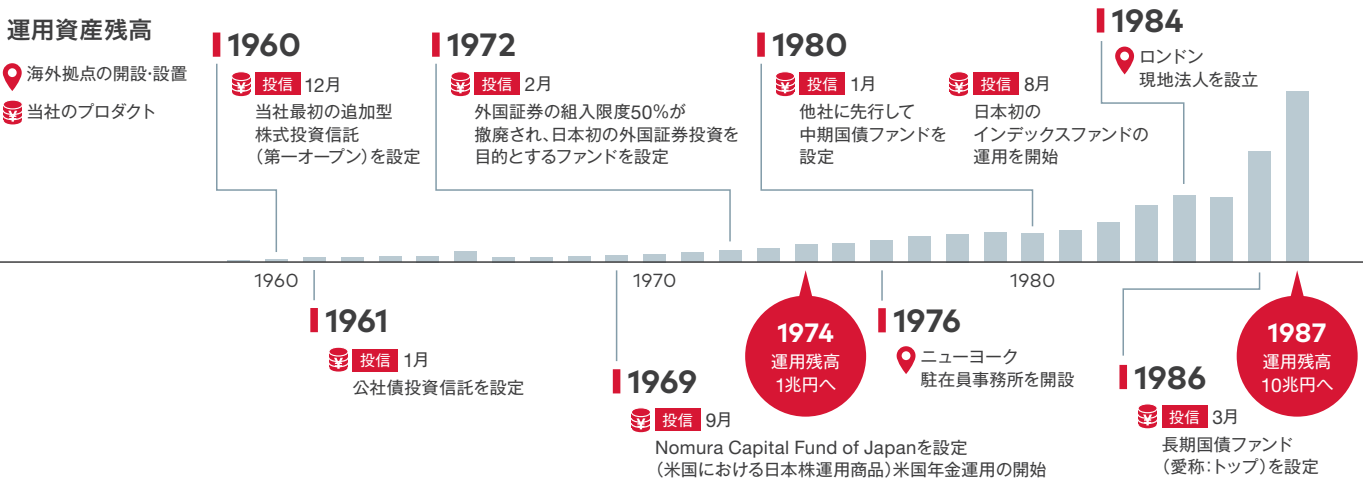 運用資産残高
海外拠点の開設・設置
当社のプロダクト
1960
投信 12月
当社最初の追加型
株式投資信託
（第一オープン）を設定
1972
投信 2月
外国証券の組入限度50%が
撤廃され、日本初の外国証券投資を
目的とするファンドを設定
1980
投信 1月
他社に先行して
中期国債ファンドを
設定
投信 8月
日本初の
インデックスファンドの
運用を開始
1984
ロンドン
現地法人を設立
1960
1970
1980
1961
投信 1月
公社債投資信託を設定
1969
投信 9月
Nomura Capital Fund of Japanを設定
（米国における日本株運用商品）米国年金運用の開始
1974
運用残高
1兆円へ
1976
ニューヨーク
駐在員事務所を開設
1986
投信 3月
長期国債ファンド
（愛称：トップ）を設定
1987
運用残高
10兆円へ